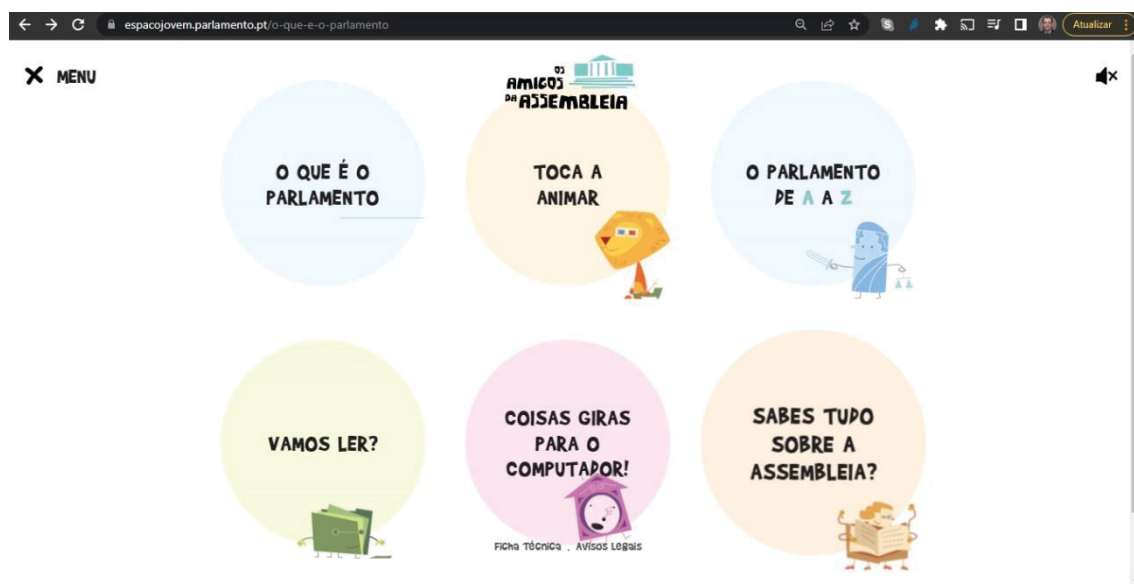 espacojovem.parlamento.pt/o-que-e-o-parlamento
Atualizar
MENU
OS
AMIGOS
DA ASSEMBLEIA
O QUE É O
PARLAMENTO
TOCA A
ANIMAR
O PARLAMENTO
DE A A Z
VAMOS LER?
COISAS GIRAS
PARA O
COMPUTADOR!
SABES TUDO
SOBRE A
ASSEMBLEIA?
Ficha Técnica . Avisos Legais